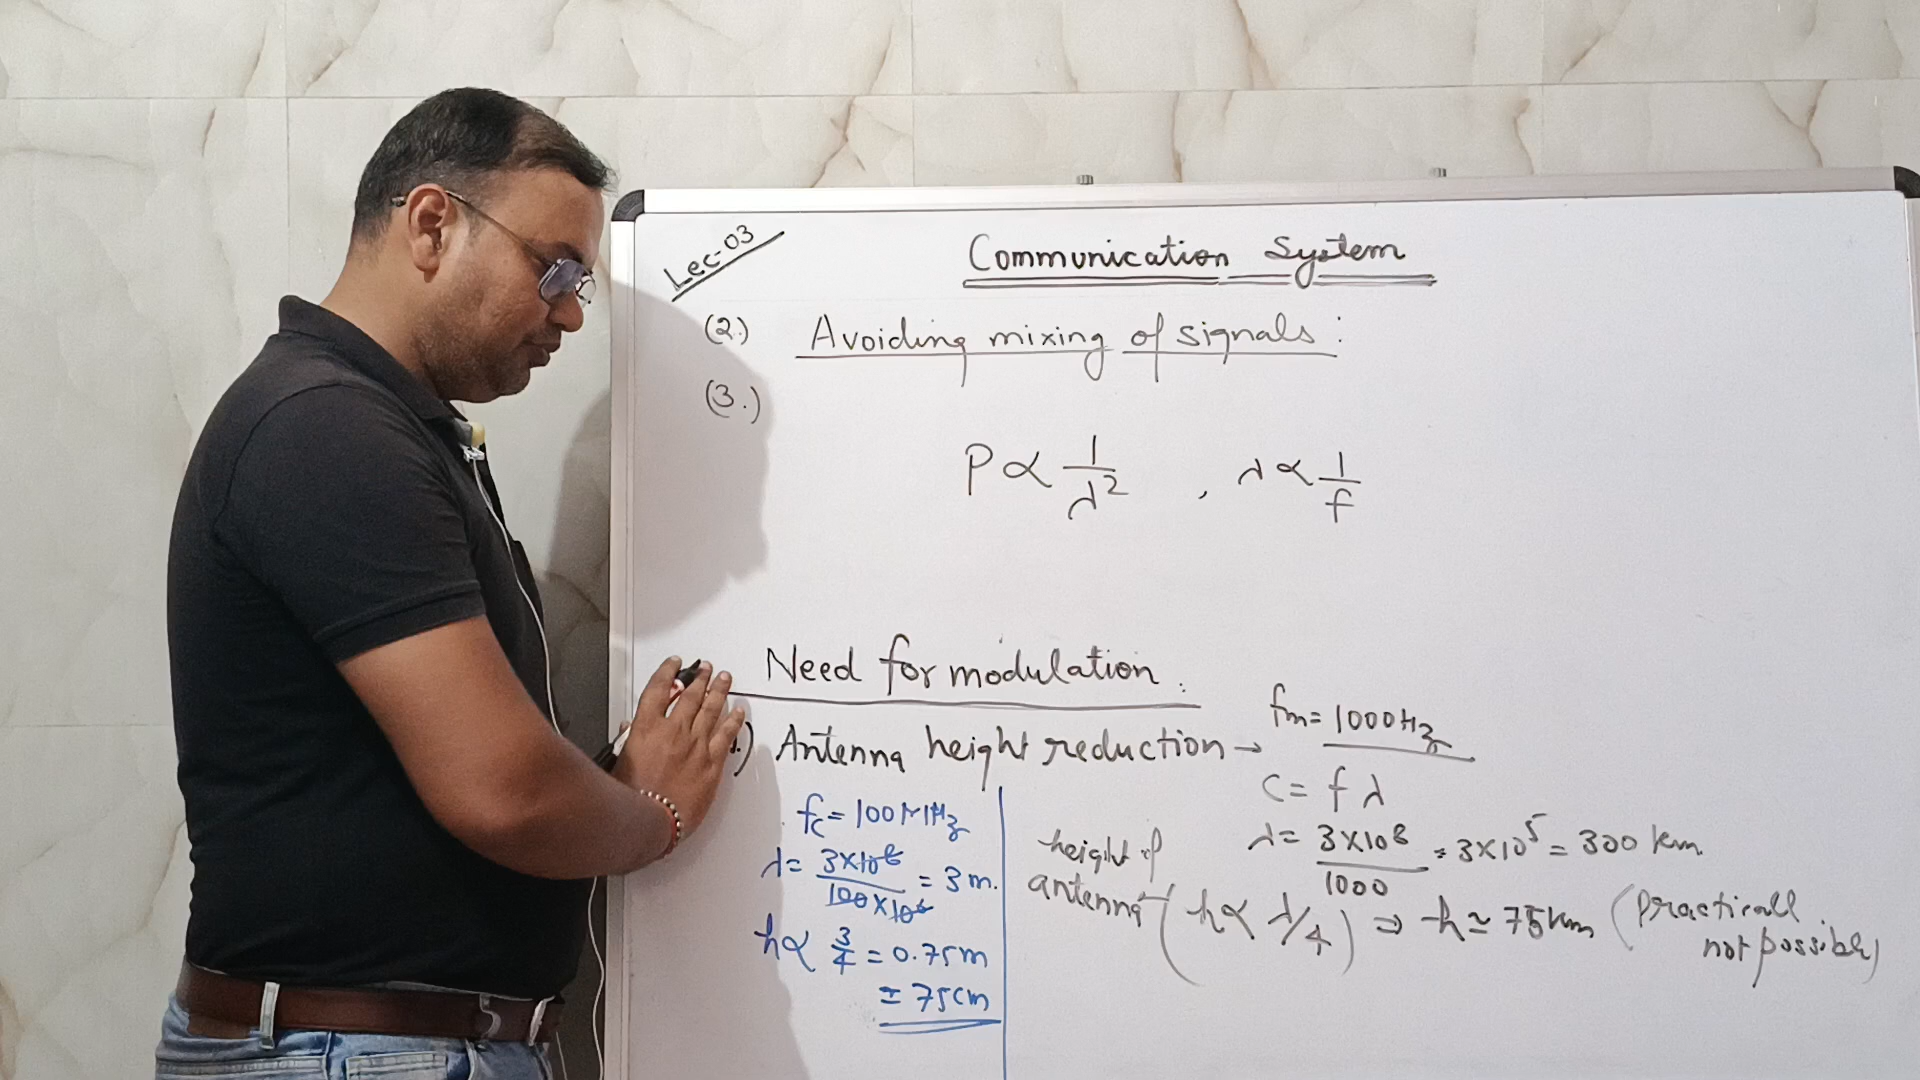 Lec-03
Communication System
(2.) Avoiding mixing of signals:
(3.)
P ∝ 1/λ² , λ ∝ 1/f
Need for modulation:
.) Antenna height reduction → fm = 1000Hz
C = f λ
λ = 3×10⁸/1000 = 3×10⁵ = 300 km
height of antenna (h ∝ λ/4) ⇒ h ≃ 75km (Practicall not possible)
fc = 100MHz
λ = 3×10⁸/100×10⁶ = 3m.
h ∝ 3/4 = 0.75m
= 75cm